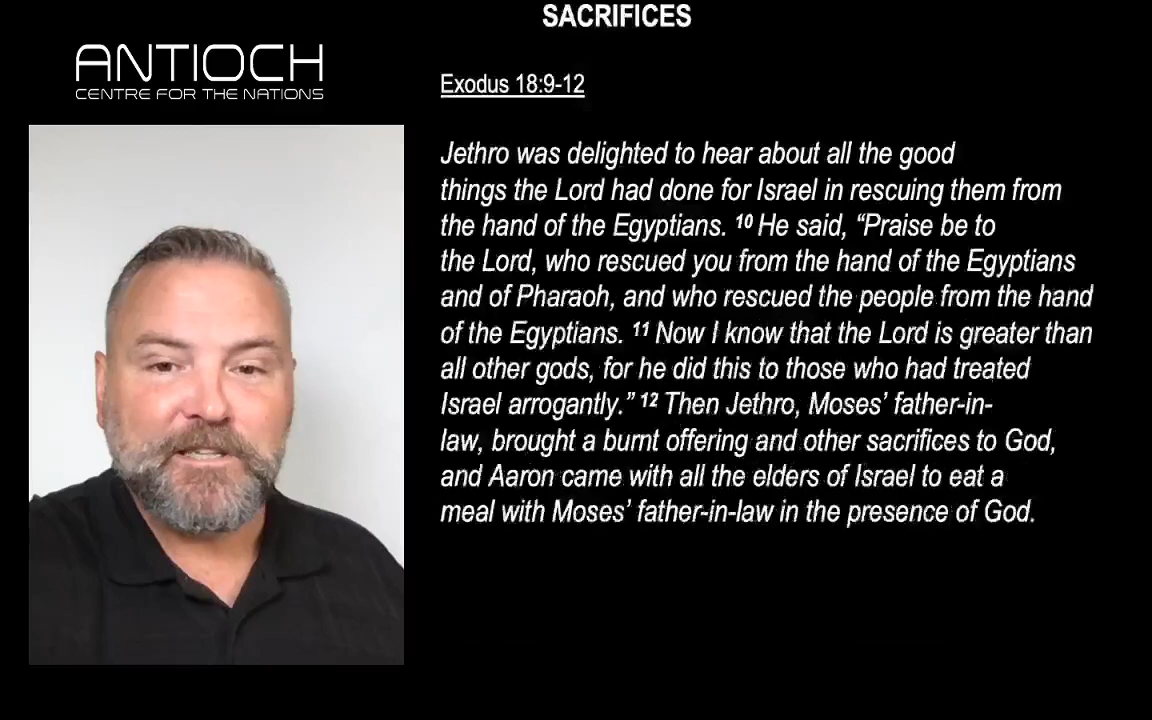 SACRIFICES
ANTIOCH
CENTRE FOR THE NATIONS
Exodus 18:9-12
Jethro was delighted to hear about all the good
things the Lord had done for Israel in rescuing them from
the hand of the Egyptians. 10 He said, “Praise be to
the Lord, who rescued you from the hand of the Egyptians
and of Pharaoh, and who rescued the people from the hand
of the Egyptians. 11 Now I know that the Lord is greater than
all other gods, for he did this to those who had treated
Israel arrogantly.” 12 Then Jethro, Moses’ father-in-
law, brought a burnt offering and other sacrifices to God,
and Aaron came with all the elders of Israel to eat a
meal with Moses’ father-in-law in the presence of God.